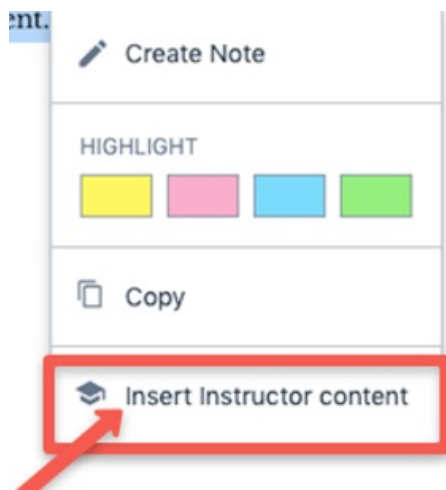 ent.
Create Note
HIGHLIGHT
Copy
Insert Instructor content